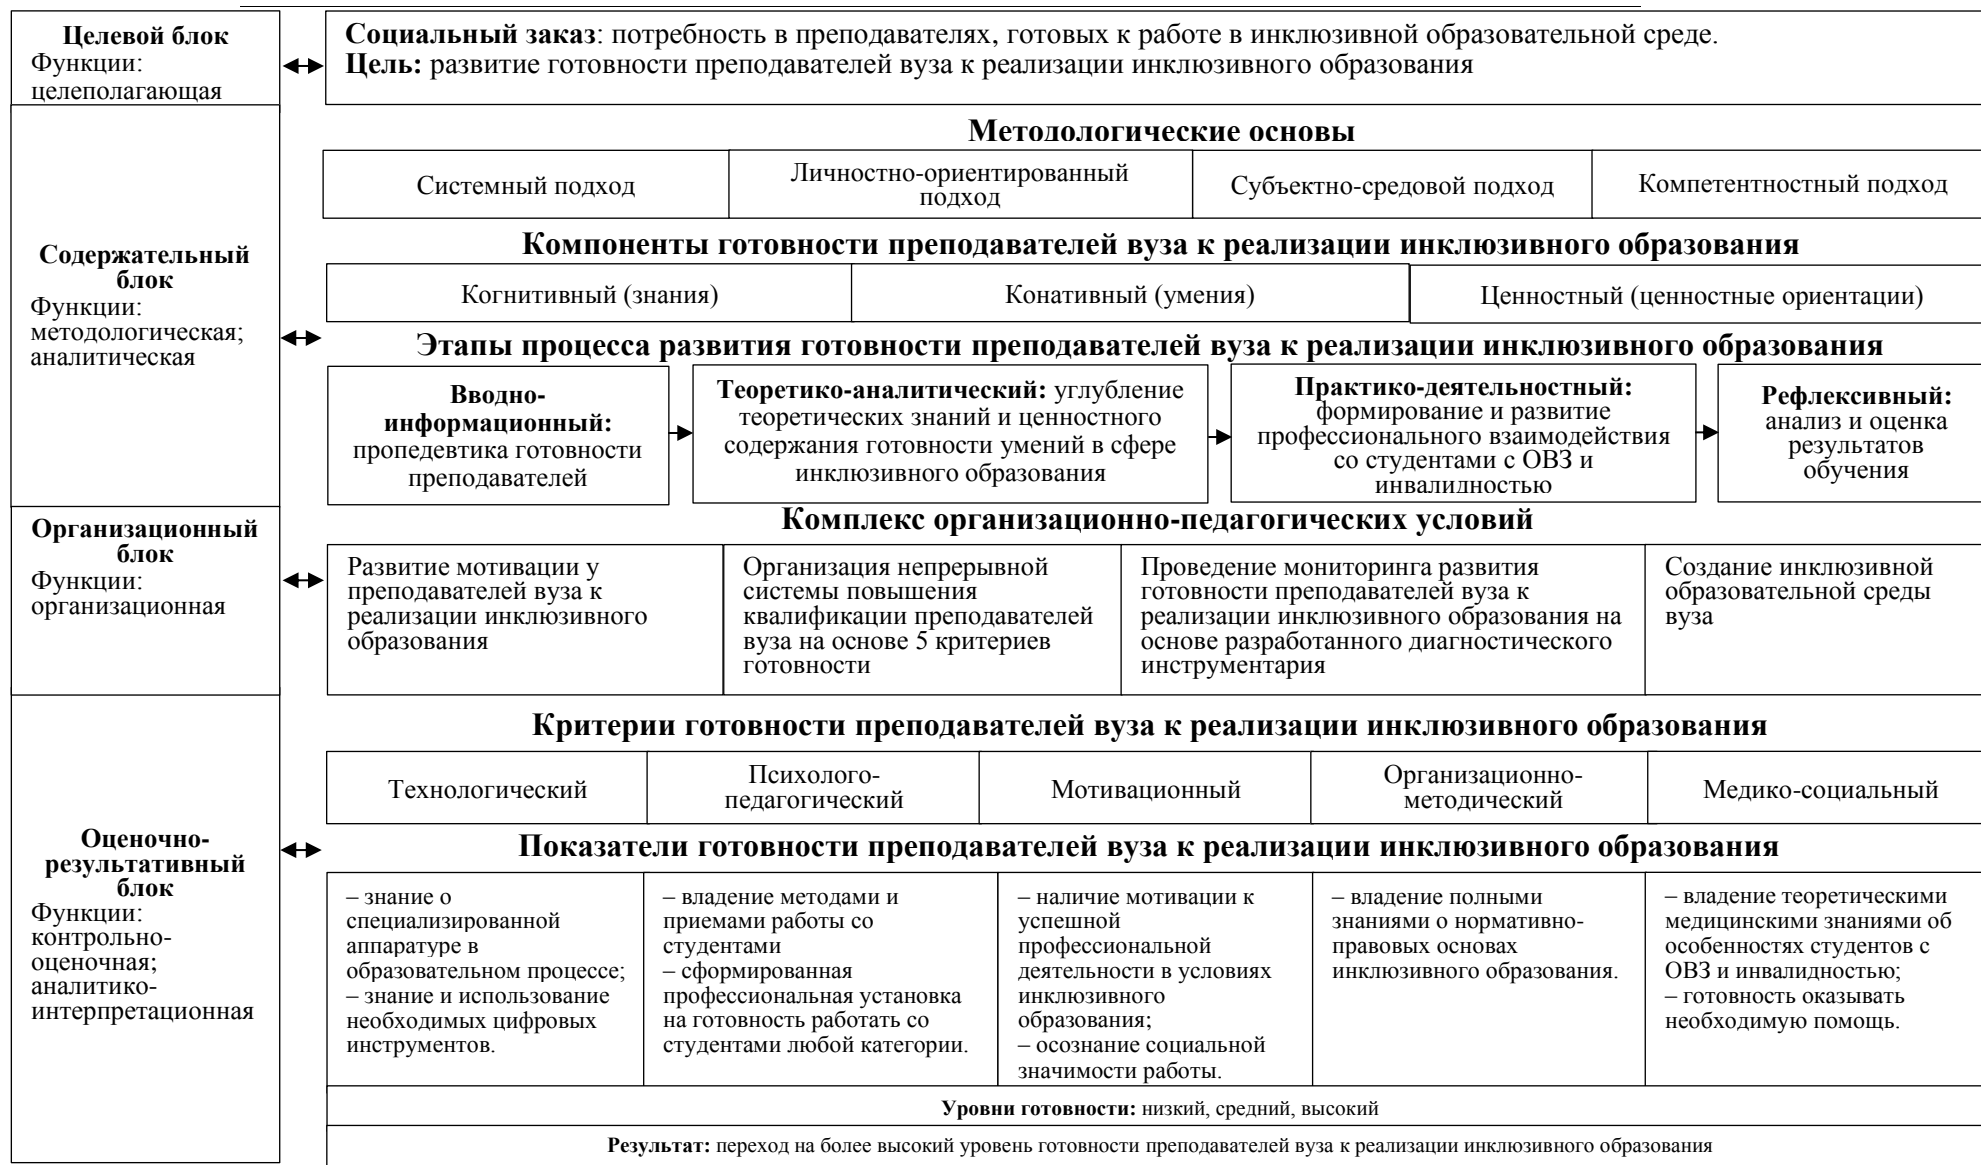 Целевой блок
Функции:
целеполагающая
Социальный заказ: потребность в преподавателях, готовых к работе в инклюзивной образовательной среде.
Цель: развитие готовности преподавателей вуза к реализации инклюзивного образования
Содержательный
блок
Функции:
методологическая;
аналитическая
Методологические основы
Системный подход
Личностно-ориентированный
подход
Субъектно-средовой подход
Компетентностный подход
Компоненты готовности преподавателей вуза к реализации инклюзивного образования
Когнитивный (знания)
Конативный (умения)
Ценностный (ценностные ориентации)
Этапы процесса развития готовности преподавателей вуза к реализации инклюзивного образования
Вводно-
информационный:
пропедевтика готовности
преподавателей
Теоретико-аналитический: углубление
теоретических знаний и ценностного
содержания готовности умений в сфере
инклюзивного образования
Практико-деятельностный:
формирование и развитие
профессионального взаимодействия
со студентами с ОВЗ и
инвалидностью
Рефлексивный:
анализ и оценка
результатов
обучения
Организационный
блок
Функции:
организационная
Комплекс организационно-педагогических условий
Развитие мотивации у
преподавателей вуза к
реализации инклюзивного
образования
Организация непрерывной
системы повышения
квалификации преподавателей
вуза на основе 5 критериев
готовности
Проведение мониторинга развития
готовности преподавателей вуза к
реализации инклюзивного образования на
основе разработанного диагностического
инструментария
Создание инклюзивной
образовательной среды
вуза
Оценочно-
результативный
блок
Функции:
контрольно-
оценочная;
аналитико-
интерпретационная
Критерии готовности преподавателей вуза к реализации инклюзивного образования
Технологический
Психолого-
педагогический
Мотивационный
Организационно-
методический
Медико-социальный
Показатели готовности преподавателей вуза к реализации инклюзивного образования
– знание о
специализированной
аппаратуре в
образовательном процессе;
– знание и использование
необходимых цифровых
инструментов.
– владение методами и
приемами работы со
студентами
– сформированная
профессиональная установка
на готовность работать со
студентами любой категории.
– наличие мотивации к
успешной
профессиональной
деятельности в условиях
инклюзивного
образования;
– осознание социальной
значимости работы.
– владение полными
знаниями о нормативно-
правовых основах
инклюзивного образования.
– владение теоретическими
медицинскими знаниями об
особенностях студентов с
ОВЗ и инвалидностью;
– готовность оказывать
необходимую помощь.
Уровни готовности: низкий, средний, высокий
Результат: переход на более высокий уровень готовности преподавателей вуза к реализации инклюзивного образования